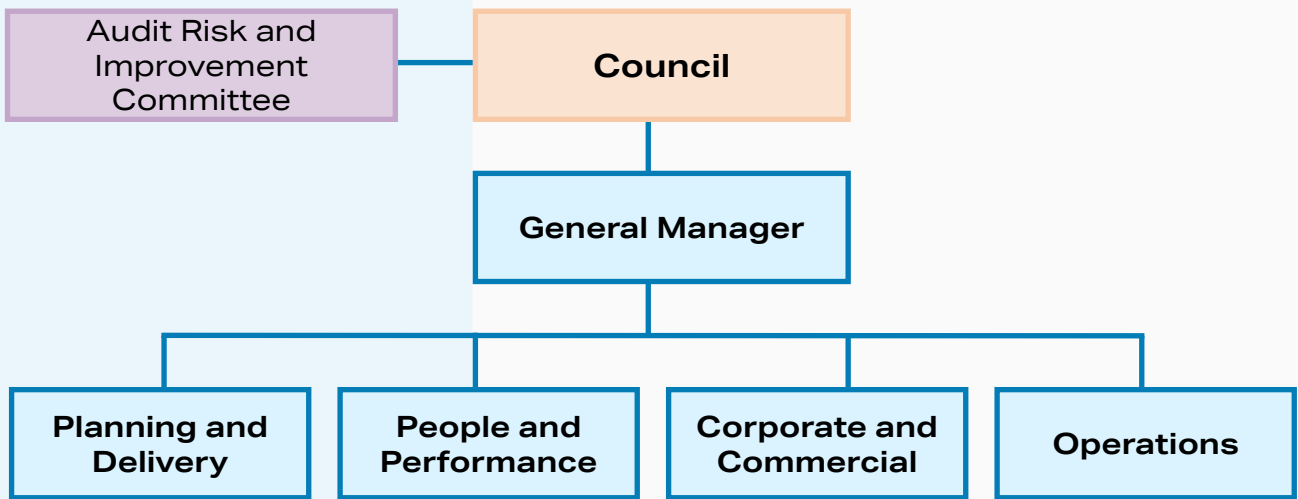 Audit Risk and
Improvement
Committee
Council
General Manager
Planning and
Delivery
People and
Performance
Corporate and
Commercial
Operations